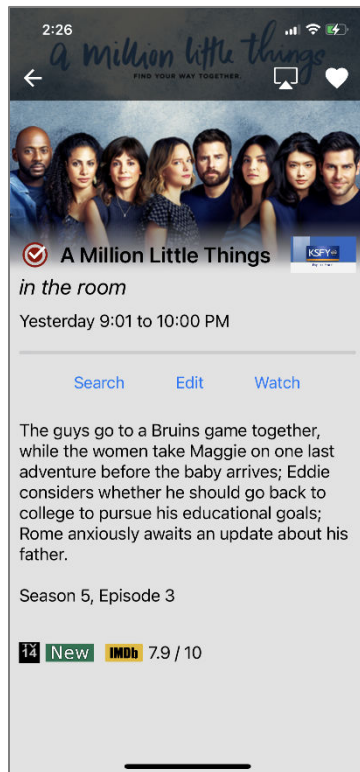 2:26
a million little things
FIND YOUR WAY TOGETHER.
A Million Little Things
KSFY
in the room
Yesterday 9:01 to 10:00 PM
Search Edit Watch
The guys go to a Bruins game together,
while the women take Maggie on one last
adventure before the baby arrives; Eddie
considers whether he should go back to
college to pursue his educational goals;
Rome anxiously awaits an update about his
father.
Season 5, Episode 3
TV
14 New IMDb 7.9 / 10